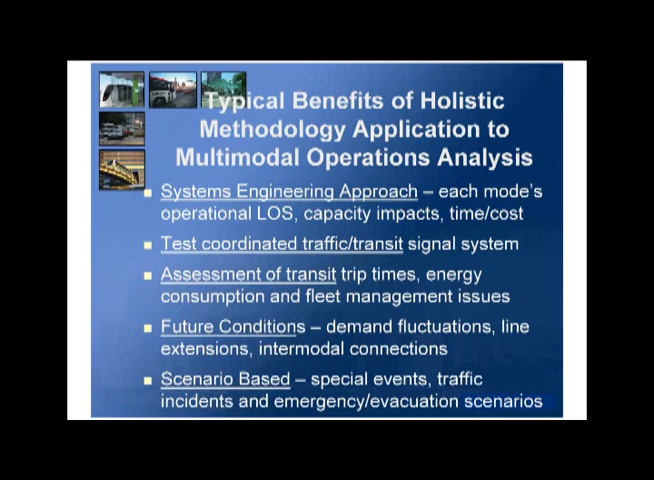 Typical Benefits of Holistic
Methodology Application to
Multimodal Operations Analysis
Systems Engineering Approach – each mode's
operational LOS, capacity impacts, time/cost
Test coordinated traffic/transit signal system
Assessment of transit trip times, energy
consumption and fleet management issues
Future Conditions – demand fluctuations, line
extensions, intermodal connections
Scenario Based – special events, traffic
incidents and emergency/evacuation scenarios